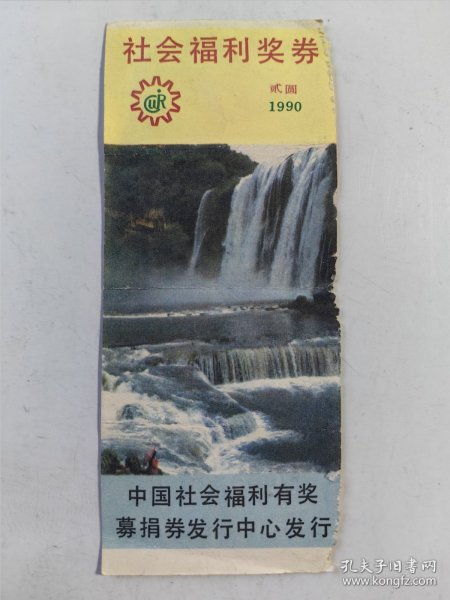 社会福利奖券
贰圆
1990
中国社会福利有奖
募捐券发行中心发行
孔夫子旧书网
www.kongfz.com